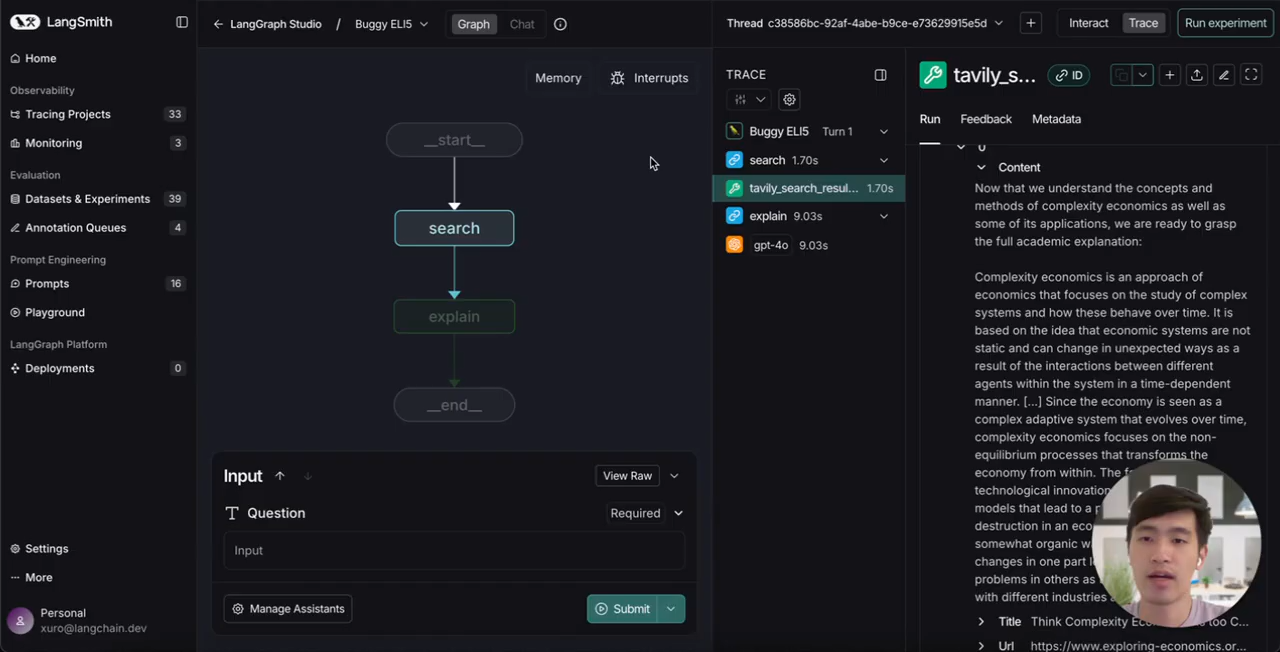 LangSmith
Home
Observability
Tracing Projects 33
Monitoring 3
Evaluation
Datasets & Experiments 39
Annotation Queues 4
Prompt Engineering
Prompts 16
Playground
LangGraph Platform
Deployments 0
Settings
More
Personal
xuro@langchain.dev
LangGraph Studio / Buggy ELI5
Graph
Chat
Memory
Interrupts
__start__
search
explain
__end__
Input
View Raw
Question
Required
Input
Manage Assistants
Submit
Thread c38586bc-92af-4abe-b9ce-e73629915e5d
Interact
Trace
Run experiment
TRACE
Buggy ELI5 Turn 1
search 1.70s
tavily_search_resul... 1.70s
explain 9.03s
gpt-4o 9.03s
tavily_s...
ID
Run
Feedback
Metadata
0
Content
Now that we understand the concepts and
methods of complexity economics as well as
some of its applications, we are ready to grasp
the full academic explanation:
Complexity economics is an approach of
economics that focuses on the study of complex
systems and how these behave over time. It is
based on the idea that economic systems are not
static and can change in unexpected ways as a
result of the interactions between different
agents within the system in a time-dependent
manner. [...] Since the economy is seen as a
complex adaptive system that evolves over time,
complexity economics focuses on the non-
equilibrium processes that transforms the
economy from within. The
technological innovation
models that lead to a
destruction in an
somewhat organic
changes in one part
problems in others as
with different industries
Title Think Complexity too C...
Url https://www.exploring-economics.or...